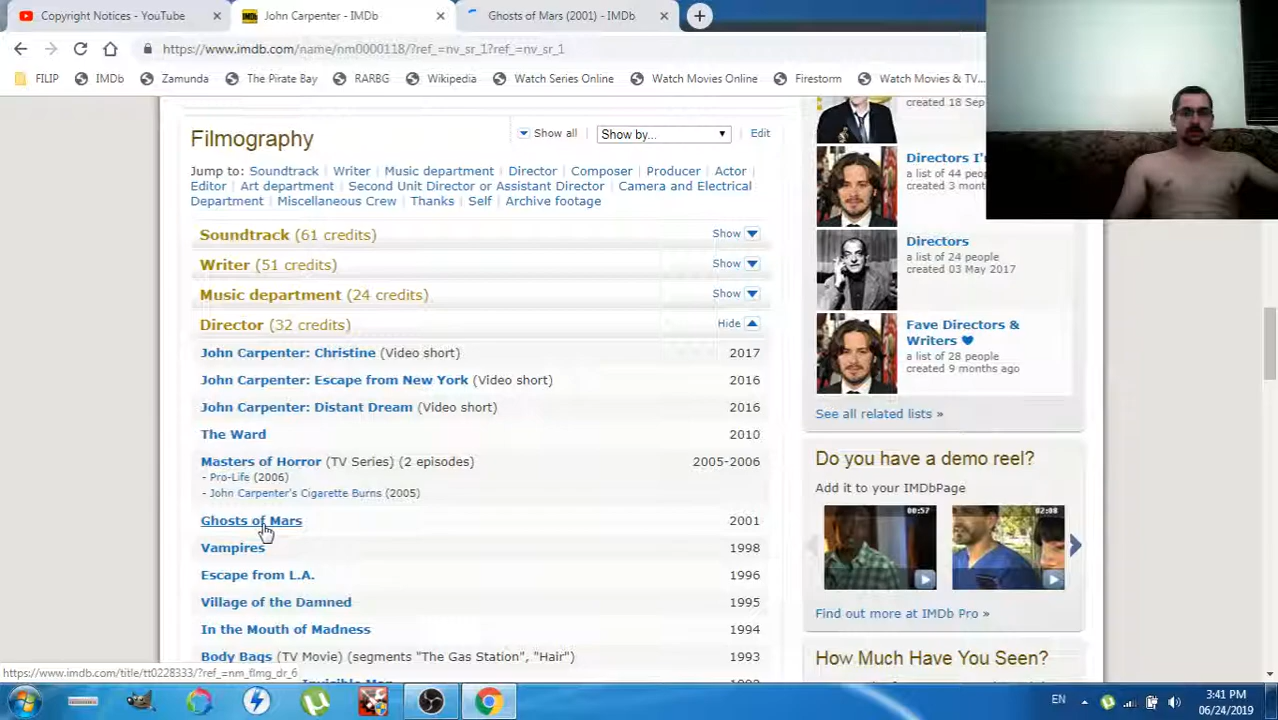 Copyright Notices - YouTube
John Carpenter - IMDb
Ghosts of Mars (2001) - IMDb
https://www.imdb.com/name/nm0000118/?ref_=nv_sr_1?ref_=nv_sr_1
FILIP IMDb Zamunda The Pirate Bay RARBG Wikipedia Watch Series Online Watch Movies Online Firestorm Watch Movies & TV...
Filmography
Show all Show by... Edit
Jump to: Soundtrack | Writer | Music department | Director | Composer | Producer | Actor |
Editor | Art department | Second Unit Director or Assistant Director | Camera and Electrical
Department | Miscellaneous Crew | Thanks | Self | Archive footage
Soundtrack (61 credits) Show
Writer (51 credits) Show
Music department (24 credits) Show
Director (32 credits) Hide
John Carpenter: Christine (Video short) 2017
John Carpenter: Escape from New York (Video short) 2016
John Carpenter: Distant Dream (Video short) 2016
The Ward 2010
Masters of Horror (TV Series) (2 episodes) 2005-2006
- Pro-Life (2006)
- John Carpenter's Cigarette Burns (2005)
Ghosts of Mars 2001
Vampires 1998
Escape from L.A. 1996
Village of the Damned 1995
In the Mouth of Madness 1994
Body Bags (TV Movie) (segments "The Gas Station", "Hair") 1993
created 18 Sep
Directors I'
a list of 44 peop
created 3 mont
Directors
a list of 24 people
created 03 May 2017
Fave Directors &
Writers ♥
a list of 28 people
created 9 months ago
See all related lists »
Do you have a demo reel?
Add it to your IMDbPage
00:57
02:08
Find out more at IMDb Pro »
How Much Have You Seen?
https://www.imdb.com/title/tt0228333/?ref_=nm_flmg_dr_6
EN
3:41 PM
06/24/2019